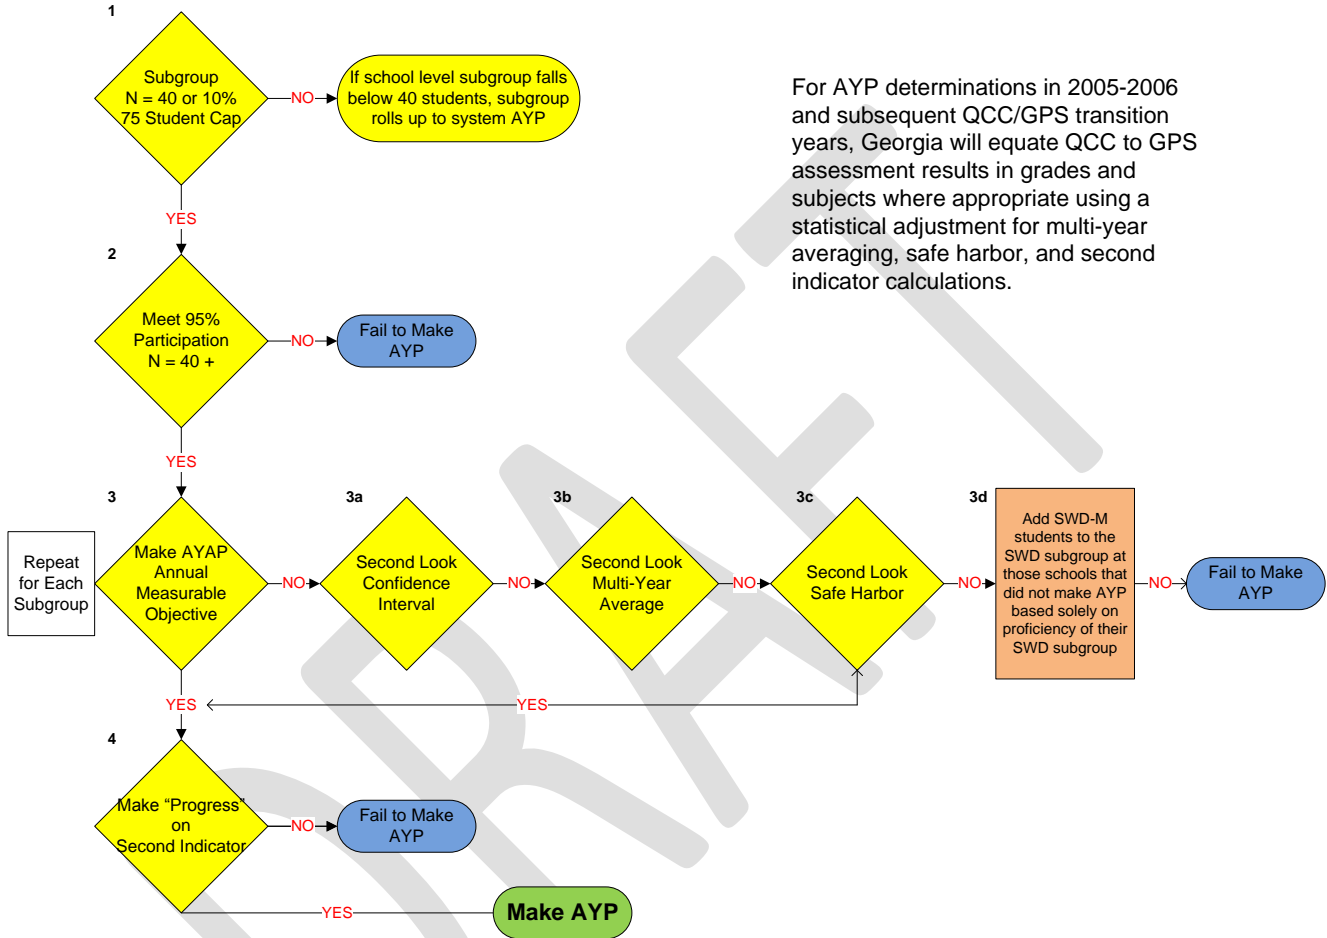 1
Subgroup
N = 40 or 10%
75 Student Cap
NO
If school level subgroup falls
below 40 students, subgroup
rolls up to system AYP
For AYP determinations in 2005-2006
and subsequent QCC/GPS transition
years, Georgia will equate QCC to GPS
assessment results in grades and
subjects where appropriate using a
statistical adjustment for multi-year
averaging, safe harbor, and second
indicator calculations.
YES
2
Meet 95%
Participation
N = 40 +
NO
Fail to Make
AYP
YES
Repeat
for Each
Subgroup
3
Make AYAP
Annual
Measurable
Objective
NO
3a
Second Look
Confidence
Interval
NO
3b
Second Look
Multi-Year
Average
NO
3c
Second Look
Safe Harbor
NO
3d
Add SWD-M
students to the
SWD subgroup at
those schools that
did not make AYP
based solely on
proficiency of their
SWD subgroup
NO
Fail to Make
AYP
YES
YES
4
Make “Progress”
on
Second Indicator
NO
Fail to Make
AYP
YES
Make AYP
DRAFT